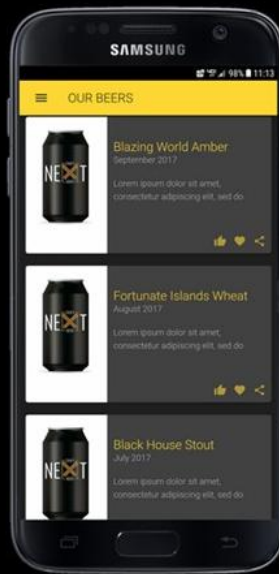 SAMSUNG
98% 11:13
OUR BEERS
NEXT
Blazing World Amber
September 2017
Lorem ipsum dolor sit amet,
consectetur adipiscing elit, sed do
NEXT
Fortunate Islands Wheat
August 2017
Lorem ipsum dolor sit amet,
consectetur adipiscing elit, sed do
NEXT
Black House Stout
July 2017
Lorem ipsum dolor sit amet,
consectetur adipiscing elit, sed do